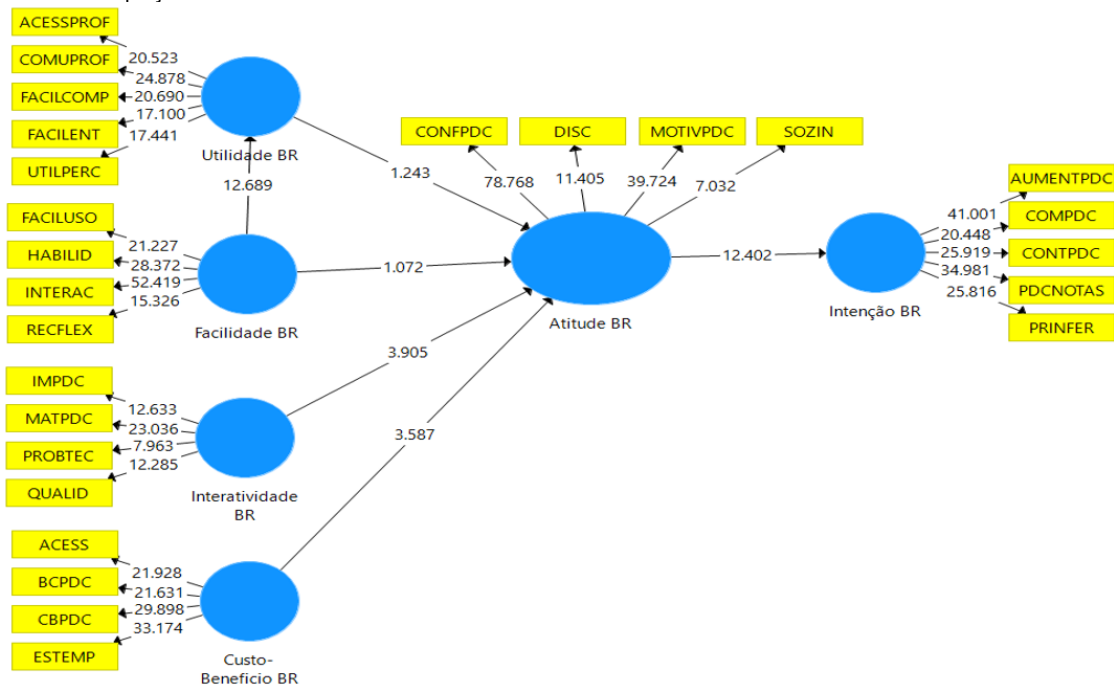 ACESSPROF
COMUPROF
FACILCOMP
FACILENT
UTILPERC
20.523
24.878
20.690
17.100
17.441
Utilidade BR
12.689
1.243
CONFPDC
DISC
MOTIVPDC
SOZIN
78.768
11.405
39.724
7.032
FACILUSO
HABILID
INTERAC
RECFLEX
21.227
28.372
52.419
15.326
Facilidade BR
1.072
Atitude BR
12.402
AUMENTPDC
COMPDC
CONTPDC
PDCNOTAS
PRINFER
41.001
20.448
25.919
34.981
25.816
Intenção BR
IMPDC
MATPDC
PROBTEC
QUALID
12.633
23.036
7.963
12.285
Interatividade
BR
3.905
3.587
ACESS
BCPDC
CBPDC
ESTEMP
21.928
21.631
29.898
33.174
Custo-
Beneficio BR